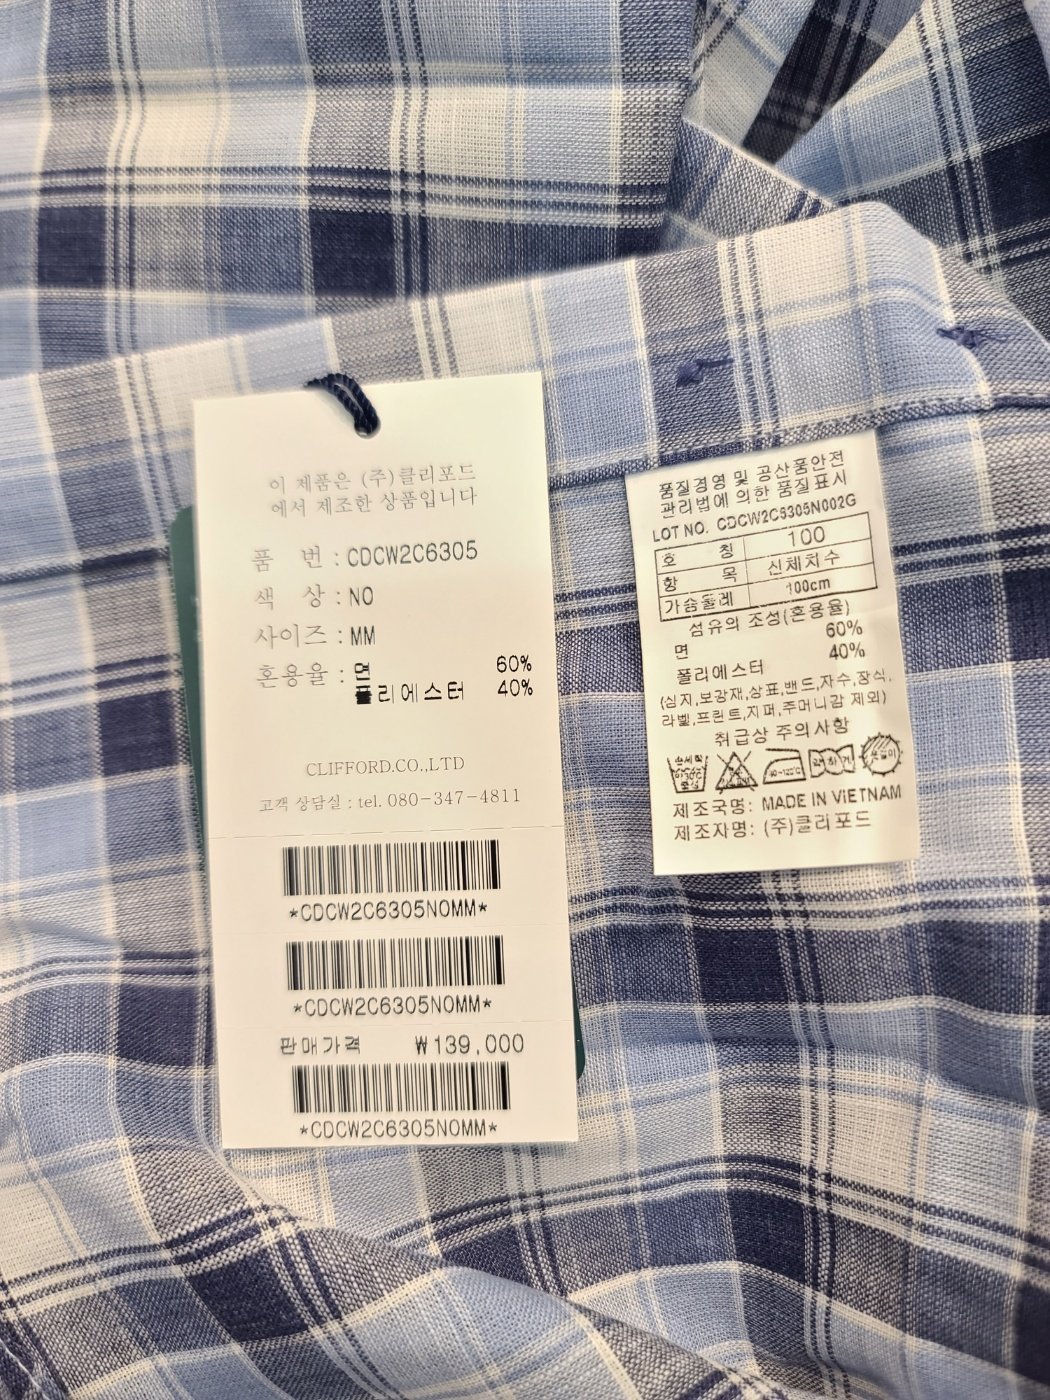 이 제품은 (주)클리포드
에서 제조한 상품입니다
품 번 : CDCW2C6305
색 상 : NO
사이즈 : MM
혼용율 : 면 60%
폴리에스터 40%
CLIFFORD.CO.,LTD
고객 상담실 : tel. 080-347-4811
*CDCW2C6305NOMM*
*CDCW2C6305NOMM*
판매가격 ₩139,000
*CDCW2C6305NOMM*
품질경영 및 공산품안전
관리법에 의한 품질표시
LOT NO. CDCW2C6305N002G
호 칭 100
항 목 신체치수
가슴둘레 100cm
섬유의 조성(혼용율)
면 60%
폴리에스터 40%
(심지,보강재,상표,밴드,자수,장식,
라벨,프린트,지퍼,주머니감 제외)
취급상 주의사항
제조국명: MADE IN VIETNAM
제조자명: (주)클리포드